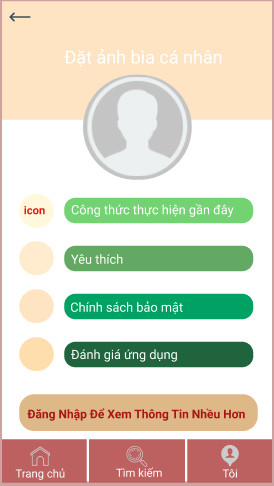 Đặt ảnh bìa cá nhân
icon
Công thức thực hiện gần đây
Yêu thích
Chính sách bảo mật
Đánh giá ứng dụng
Đăng Nhập Để Xem Thông Tin Nhều Hơn
Trang chủ
Tìm kiếm
Tôi